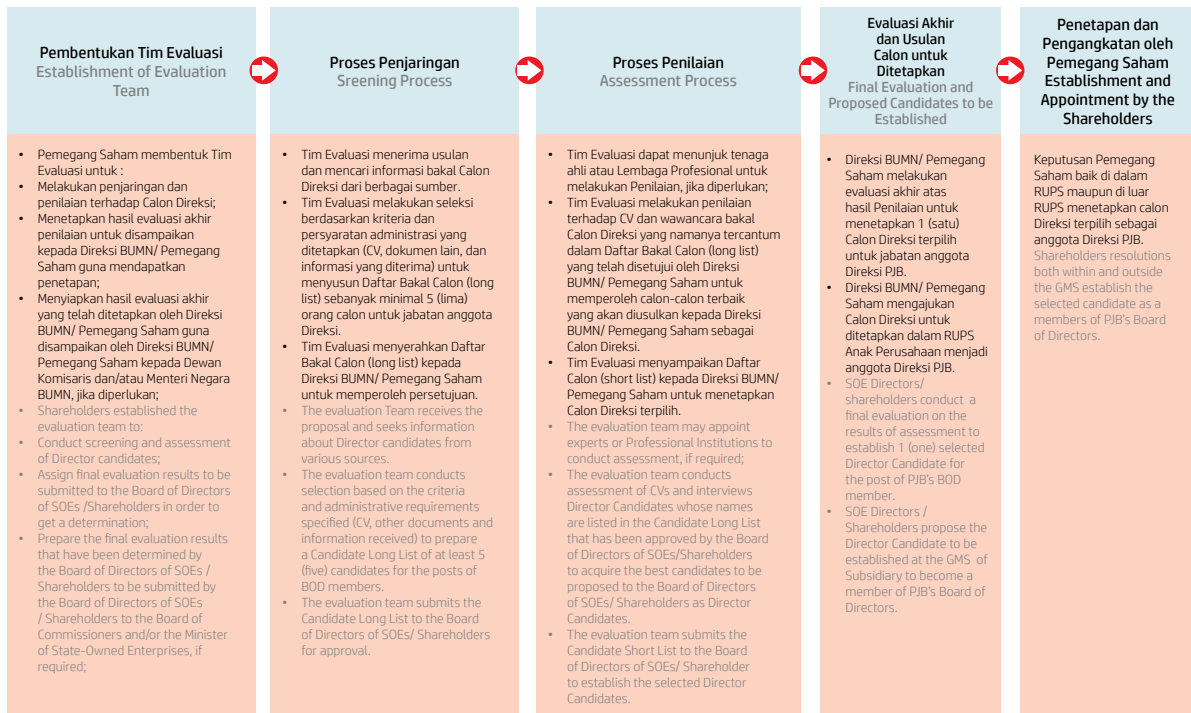 Pembentukan Tim Evaluasi
Establishment of Evaluation
Team
• Pemegang Saham membentuk Tim
Evaluasi untuk :
• Melakukan penjaringan dan
penilaian terhadap Calon Direksi;
• Menetapkan hasil evaluasi akhir
penilaian untuk disampaikan
kepada Direksi BUMN/ Pemegang
Saham guna mendapatkan
penetapan;
• Menyiapkan hasil evaluasi akhir
yang telah ditetapkan oleh Direksi
BUMN/ Pemegang Saham guna
disampaikan oleh Direksi BUMN/
Pemegang Saham kepada Dewan
Komisaris dan/atau Menteri Negara
BUMN, jika diperlukan;
• Shareholders established the
evaluation team to:
• Conduct screening and assessment
of Director candidates;
• Assign final evaluation results to be
submitted to the Board of Directors
of SOEs /Shareholders in order to
get a determination;
• Prepare the final evaluation results
that have been determined by
the Board of Directors of SOEs /
Shareholders to be submitted by
the Board of Directors of SOEs
/ Shareholders to the Board of
Commissioners and/or the Minister
of State-Owned Enterprises, if
required;
Proses Penjaringan
Sreening Process
• Tim Evaluasi menerima usulan
dan mencari informasi bakal Calon
Direksi dari berbagai sumber.
• Tim Evaluasi melakukan seleksi
berdasarkan kriteria dan
persyaratan administrasi yang
ditetapkan (CV, dokumen lain, dan
informasi yang diterima) untuk
menyusun Daftar Bakal Calon (long
list) sebanyak minimal 5 (lima)
orang calon untuk jabatan anggota
Direksi.
• Tim Evaluasi menyerahkan Daftar
Bakal Calon (long list) kepada
Direksi BUMN/ Pemegang Saham
untuk memperoleh persetujuan.
• The evaluation Team receives the
proposal and seeks information
about Director candidates from
various sources.
• The evaluation team conducts
selection based on the criteria
and administrative requirements
specified (CV, other documents and
information received) to prepare
a Candidate Long List of at least 5
(five) candidates for the posts of
BOD members.
• The evaluation team submits the
Candidate Long List to the Board
of Directors of SOEs/ Shareholders
for approval.
Proses Penilaian
Assessment Process
• Tim Evaluasi dapat menunjuk tenaga
ahli atau Lembaga Profesional untuk
melakukan Penilaian, jika diperlukan;
• Tim Evaluasi melakukan penilaian
terhadap CV dan wawancara bakal
Calon Direksi yang namanya tercantum
dalam Daftar Bakal Calon (long list)
yang telah disetujui oleh Direksi
BUMN/ Pemegang Saham untuk
memperoleh calon-calon terbaik
yang akan diusulkan kepada Direksi
BUMN/ Pemegang Saham sebagai
Calon Direksi.
• Tim Evaluasi menyampaikan Daftar
Calon (short list) kepada Direksi BUMN/
Pemegang Saham untuk menetapkan
Calon Direksi terpilih.
• The evaluation team may appoint
experts or Professional Institutions to
conduct assessment, if required;
• The evaluation team conducts
assessment of CVs and interviews
Director Candidates whose names
are listed in the Candidate Long List
that has been approved by the Board
of Directors of SOEs/Shareholders
to acquire the best candidates to be
proposed to the Board of Directors
of SOEs/ Shareholders as Director
Candidates.
• The evaluation team submits the
Candidate Short List to the Board
of Directors of SOEs/ Shareholder
to establish the selected Director
Candidates.
Evaluasi Akhir
dan Usulan
Calon untuk
Ditetapkan
Final Evaluation and
Proposed Candidates to be
Established
• Direksi BUMN/ Pemegang
Saham melakukan
evaluasi akhir atas
hasil Penilaian untuk
menetapkan 1 (satu)
Calon Direksi terpilih
untuk jabatan anggota
Direksi PJB.
• Direksi BUMN/ Pemegang
Saham mengajukan
Calon Direksi untuk
ditetapkan dalam RUPS
Anak Perusahaan menjadi
anggota Direksi PJB.
• SOE Directors/
shareholders conduct a
final evaluation on the
results of assessment to
establish 1 (one) selected
Director Candidate for
the post of PJB's BOD
member.
• SOE Directors /
Shareholders propose the
Director Candidate to be
established at the GMS of
Subsidiary to become a
member of PJB's Board of
Directors.
Penetapan dan
Pengangkatan oleh
Pemegang Saham
Establishment and
Appointment by the
Shareholders
Keputusan Pemegang
Saham baik di dalam
RUPS maupun di luar
RUPS menetapkan calon
Direksi terpilih sebagai
anggota Direksi PJB.
Shareholders resolutions
both within and outside
the GMS establish the
selected candidate as a
members of PJB's Board
of Directors.